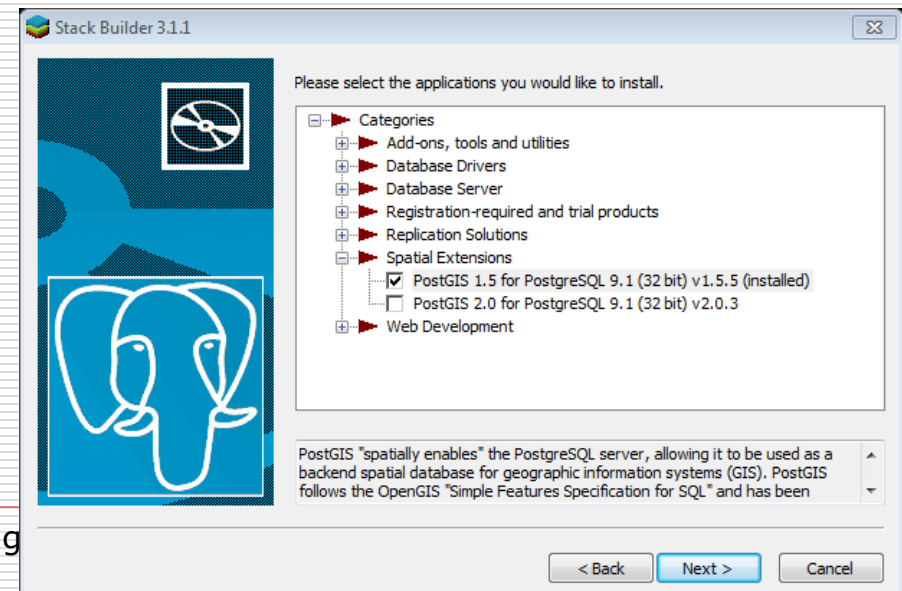 Stack Builder 3.1.1
Please select the applications you would like to install.
Categories
Add-ons, tools and utilities
Database Drivers
Database Server
Registration-required and trial products
Replication Solutions
Spatial Extensions
PostGIS 1.5 for PostgreSQL 9.1 (32 bit) v1.5.5 (installed)
PostGIS 2.0 for PostgreSQL 9.1 (32 bit) v2.0.3
Web Development
PostGIS "spatially enables" the PostgreSQL server, allowing it to be used as a
backend spatial database for geographic information systems (GIS). PostGIS
follows the OpenGIS "Simple Features Specification for SQL" and has been
g
< Back
Next >
Cancel